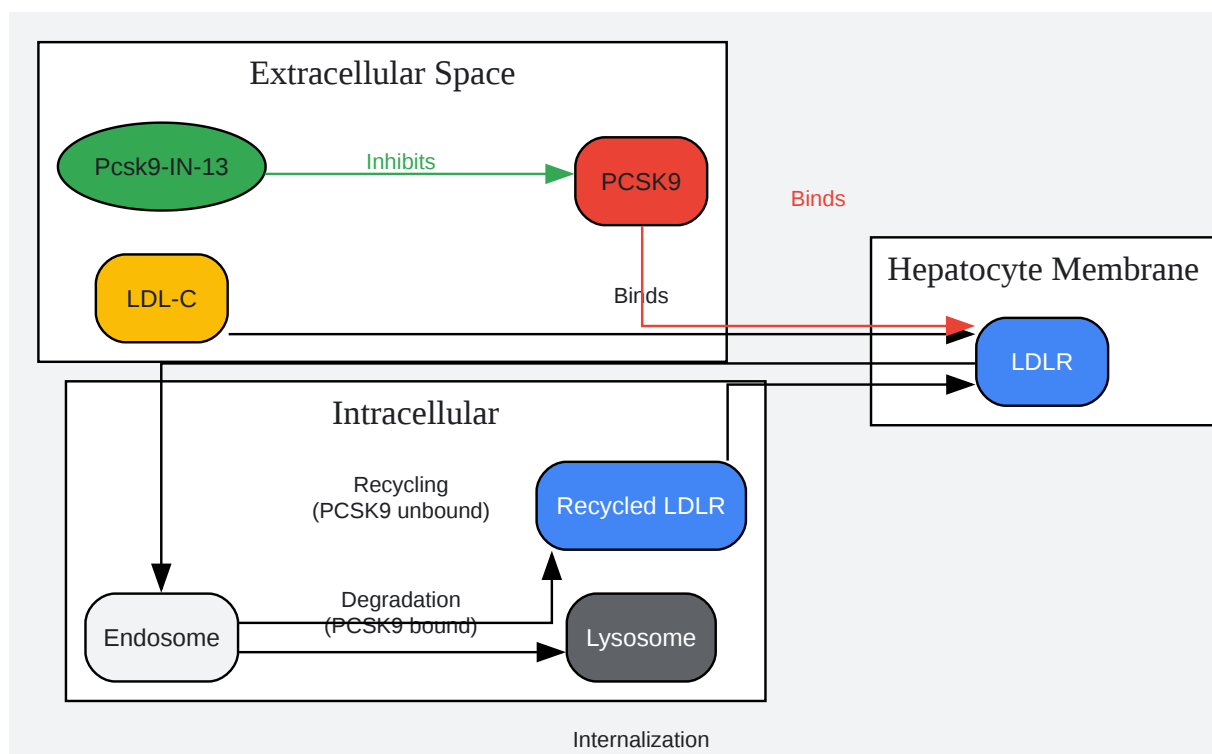 Extracellular Space
Pcsk9-IN-13
Inhibits
PCSK9
Binds
LDL-C
Binds
Hepatocyte Membrane
LDLR
Intracellular
Recycling
(PCSK9 unbound)
Recycled LDLR
Degradation
(PCSK9 bound)
Endosome
Lysosome
Internalization